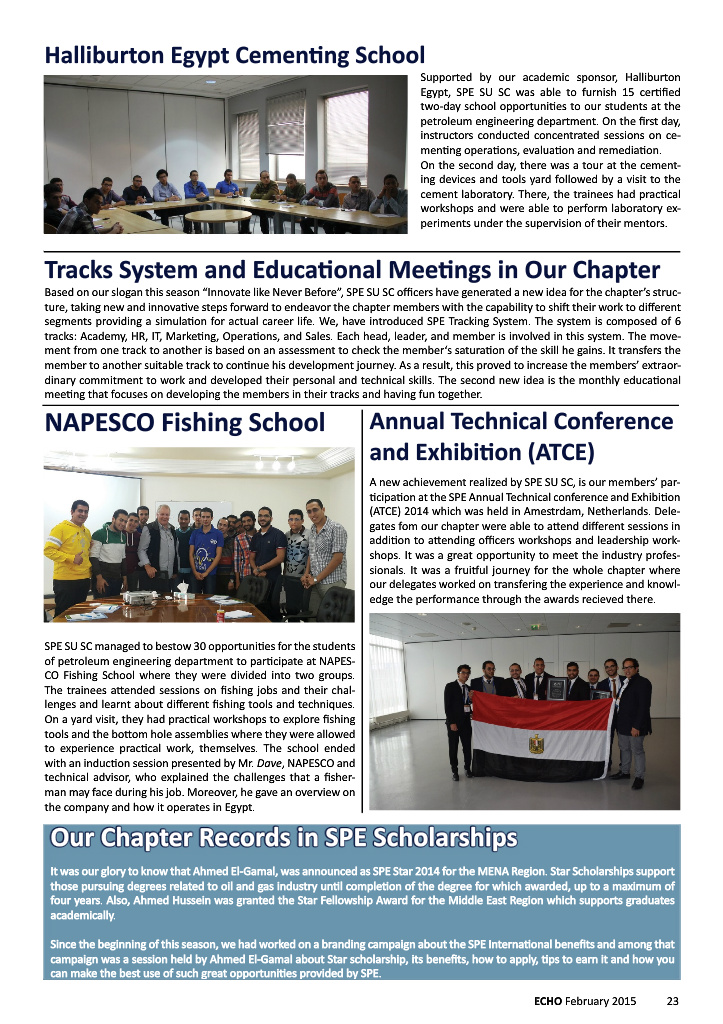 Halliburton Egypt Cementing School
Supported by our academic sponsor, Halliburton
Egypt, SPE SU SC was able to furnish 15 certified
two-day school opportunities to our students at the
petroleum engineering department. On the first day,
instructors conducted concentrated sessions on ce-
menting operations, evaluation and remediation.
On the second day, there was a tour at the cement-
ing devices and tools yard followed by a visit to the
cement laboratory. There, the trainees had practical
workshops and were able to perform laboratory ex-
periments under the supervision of their mentors.
Tracks System and Educational Meetings in Our Chapter
Based on our slogan this season “Innovate like Never Before”, SPE SU SC officers have generated a new idea for the chapter’s struc-
ture, taking new and innovative steps forward to endeavor the chapter members with the capability to shift their work to different
segments providing a simulation for actual career life. We, have introduced SPE Tracking System. The system is composed of 6
tracks: Academy, HR, IT, Marketing, Operations, and Sales. Each head, leader, and member is involved in this system. The move-
ment from one track to another is based on an assessment to check the member’s saturation of the skill he gains. It transfers the
member to another suitable track to continue his development journey. As a result, this proved to increase the members’ extraor-
dinary commitment to work and developed their personal and technical skills. The second new idea is the monthly educational
meeting that focuses on developing the members in their tracks and having fun together.
NAPESCO Fishing School
SPE SU SC managed to bestow 30 opportunities for the students
of petroleum engineering department to participate at NAPES-
CO Fishing School where they were divided into two groups.
The trainees attended sessions on fishing jobs and their chal-
lenges and learnt about different fishing tools and techniques.
On a yard visit, they had practical workshops to explore fishing
tools and the bottom hole assemblies where they were allowed
to experience practical work, themselves. The school ended
with an induction session presented by Mr. Dave, NAPESCO and
technical advisor, who explained the challenges that a fisher-
man may face during his job. Moreover, he gave an overview on
the company and how it operates in Egypt.
Annual Technical Conference
and Exhibition (ATCE)
A new achievement realized by SPE SU SC, is our members’ par-
ticipation at the SPE Annual Technical conference and Exhibition
(ATCE) 2014 which was held in Amestrdam, Netherlands. Dele-
gates fom our chapter were able to attend different sessions in
addition to attending officers workshops and leadership work-
shops. It was a great opportunity to meet the industry profes-
sionals. It was a fruitful journey for the whole chapter where
our delegates worked on transfering the experience and knowl-
edge the performance through the awards recieved there.
Our Chapter Records in SPE Scholarships
It was our glory to know that Ahmed El-Gamal, was announced as SPE Star 2014 for the MENA Region. Star Scholarships support
those pursuing degrees related to oil and gas industry until completion of the degree for which awarded, up to a maximum of
four years. Also, Ahmed Hussein was granted the Star Fellowship Award for the Middle East Region which supports graduates
academically.
Since the beginning of this season, we had worked on a branding campaign about the SPE International benefits and among that
campaign was a session held by Ahmed El-Gamal about Star scholarship, its benefits, how to apply, tips to earn it and how you
can make the best use of such great opportunities provided by SPE.
ECHO February 2015 23